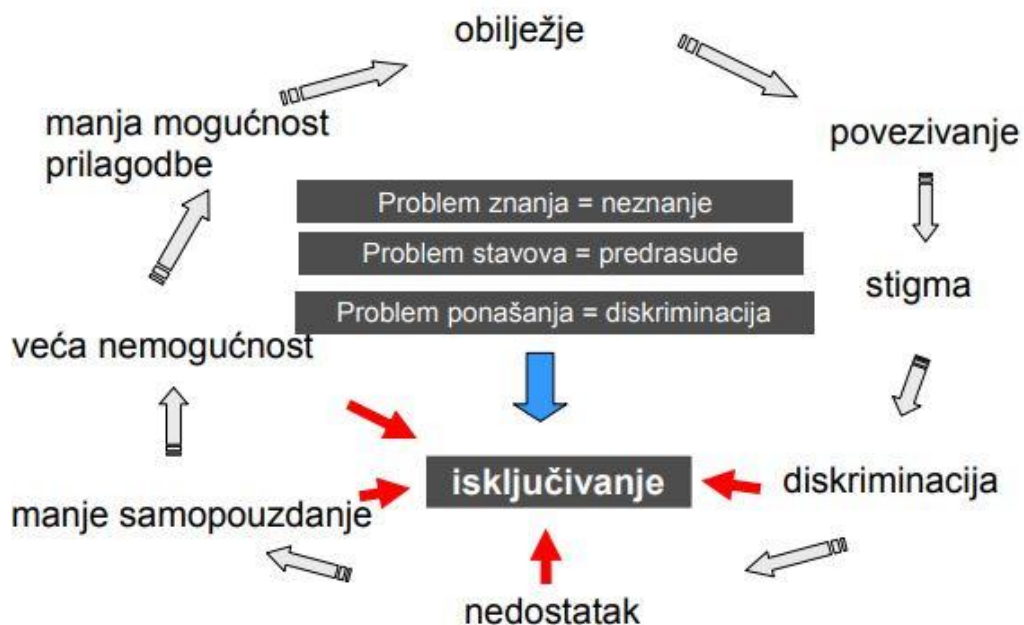 obilježje
manja mogućnost
prilagodbe
povezivanje
Problem znanja = neznanje
Problem stavova = predrasude
Problem ponašanja = diskriminacija
stigma
veća nemogućnost
isključivanje
diskriminacija
manje samopouzdanje
nedostatak